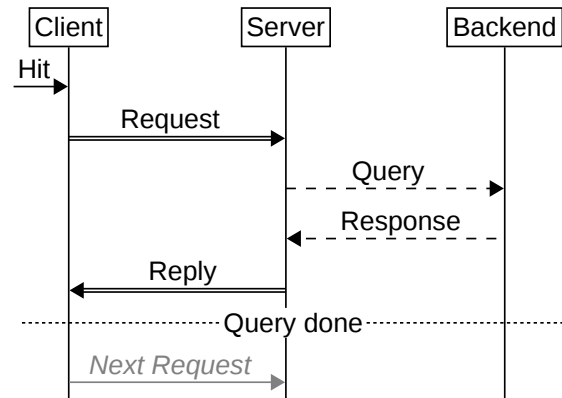 Client Server Backend
Hit
Request
Query
Response
Reply
Query done
Next Request